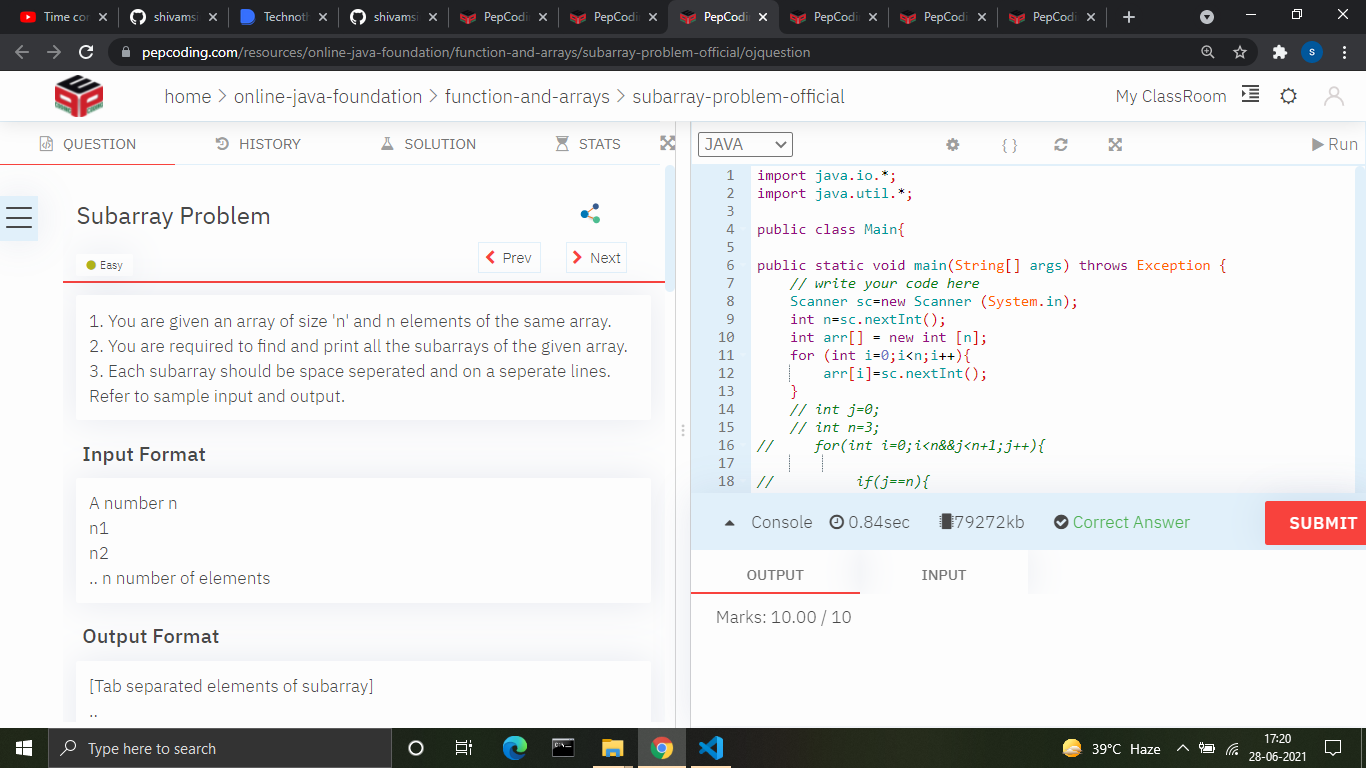 Time co
shivamsi
Technoth
shivamsi
PepCodi
PepCodi
PepCodi
PepCodi
PepCodi
PepCodi
pepcoding.com/resources/online-java-foundation/function-and-arrays/subarray-problem-official/ojquestion
S
home > online-java-foundation > function-and-arrays > subarray-problem-official
My ClassRoom
QUESTION
HISTORY
SOLUTION
STATS
Subarray Problem
Easy
Prev
Next
1. You are given an array of size 'n' and n elements of the same array.
2. You are required to find and print all the subarrays of the given array.
3. Each subarray should be space seperated and on a seperate lines.
Refer to sample input and output.
Input Format
A number n
n1
n2
.. n number of elements
Output Format
[Tab separated elements of subarray]
..
JAVA
{ }
Run
1 import java.io.*;
2 import java.util.*;
3
4 public class Main{
5
6 public static void main(String[] args) throws Exception {
7 // write your code here
8 Scanner sc=new Scanner (System.in);
9 int n=sc.nextInt();
10 int arr[] = new int [n];
11 for (int i=0;i<n;i++){
12 arr[i]=sc.nextInt();
13 }
14 // int j=0;
15 // int n=3;
16 // for(int i=0;i<n&&j<n+1;j++){
17
18 // if(j==n){
Console
0.84sec
79272kb
Correct Answer
SUBMIT
OUTPUT
INPUT
Marks: 10.00 / 10
Type here to search
39°C Haze
17:20
28-06-2021